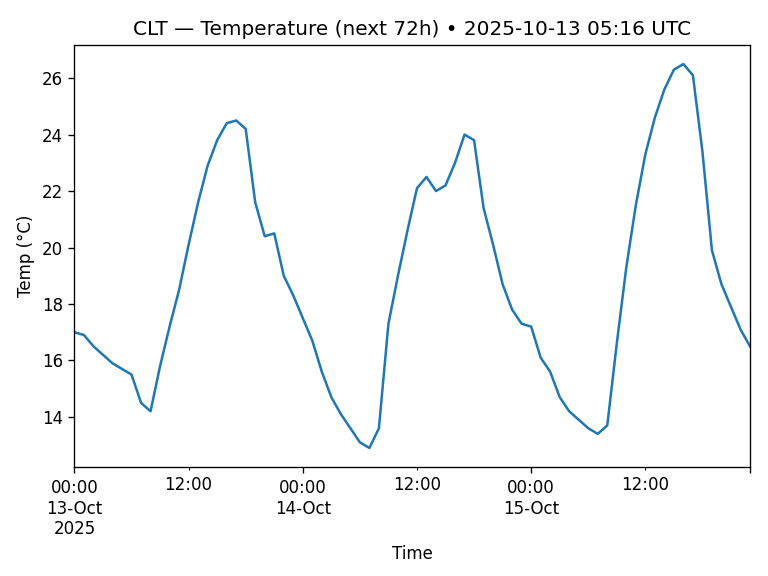 CLT — Temperature (next 72h) • 2025-10-13 05:16 UTC
Temp (°C)
26
24
22
20
18
16
14
00:00 12:00 00:00 12:00 00:00 12:00
13-Oct 14-Oct 15-Oct
2025
Time